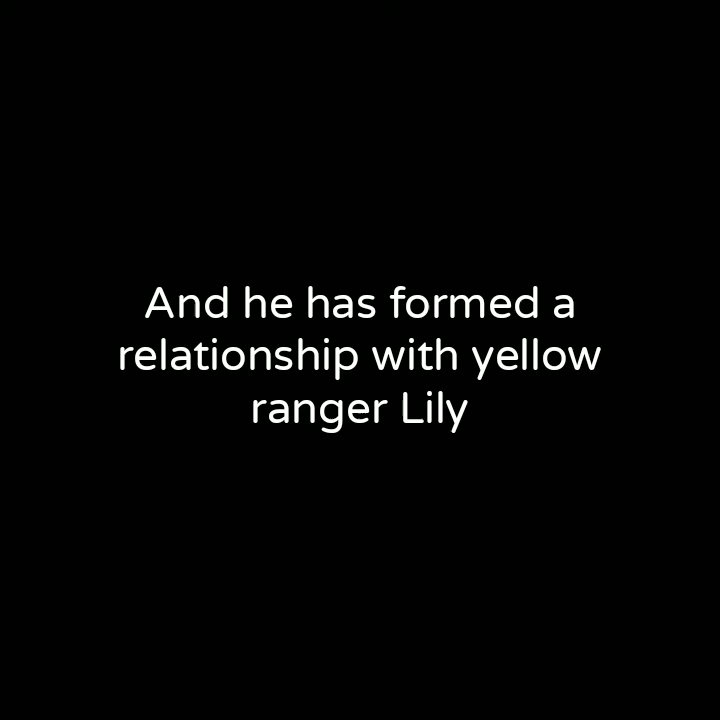 And he has formed a
relationship with yellow
ranger Lily